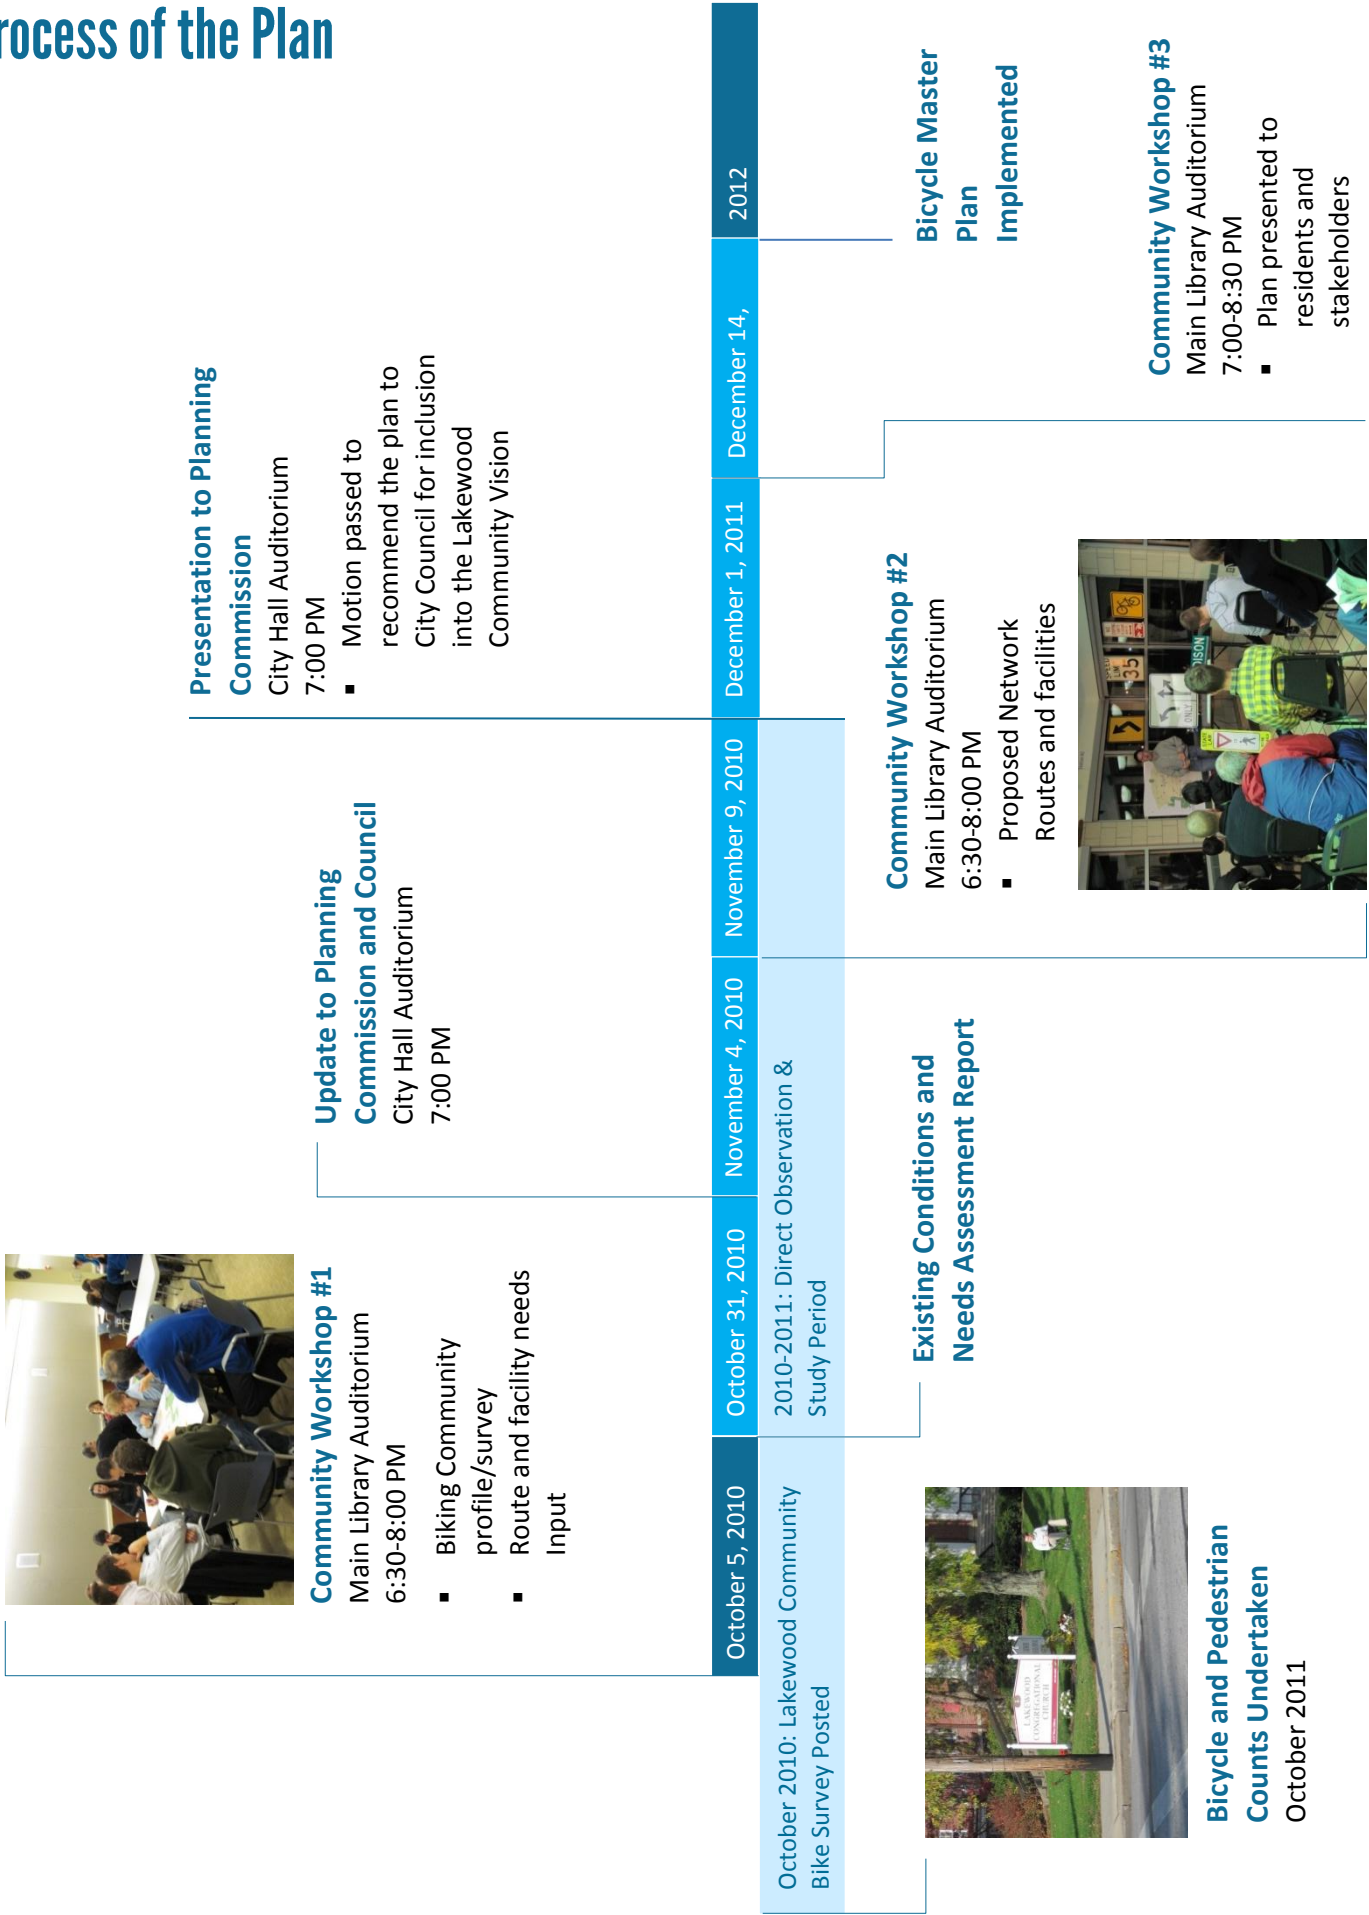 rocess of the Plan
Community Workshop #1
Main Library Auditorium
6:30-8:00 PM
▪ Biking Community
profile/survey
▪ Route and facility needs
Input
Update to Planning
Commission and Council
City Hall Auditorium
7:00 PM
Presentation to Planning
Commission
City Hall Auditorium
7:00 PM
▪ Motion passed to
recommend the plan to
City Council for inclusion
into the Lakewood
Community Vision
October 5, 2010
October 31, 2010
November 4, 2010
November 9, 2010
December 1, 2011
December 14,
2012
October 2010: Lakewood Community
Bike Survey Posted
2010-2011: Direct Observation &
Study Period
LAKEWOOD
CONGREGATIONAL
CHURCH
Bicycle and Pedestrian
Counts Undertaken
October 2011
Existing Conditions and
Needs Assessment Report
Community Workshop #2
Main Library Auditorium
6:30-8:00 PM
▪ Proposed Network
Routes and facilities
35
ONLY
DISON
Bicycle Master
Plan
Implemented
Community Workshop #3
Main Library Auditorium
7:00-8:30 PM
▪ Plan presented to
residents and
stakeholders